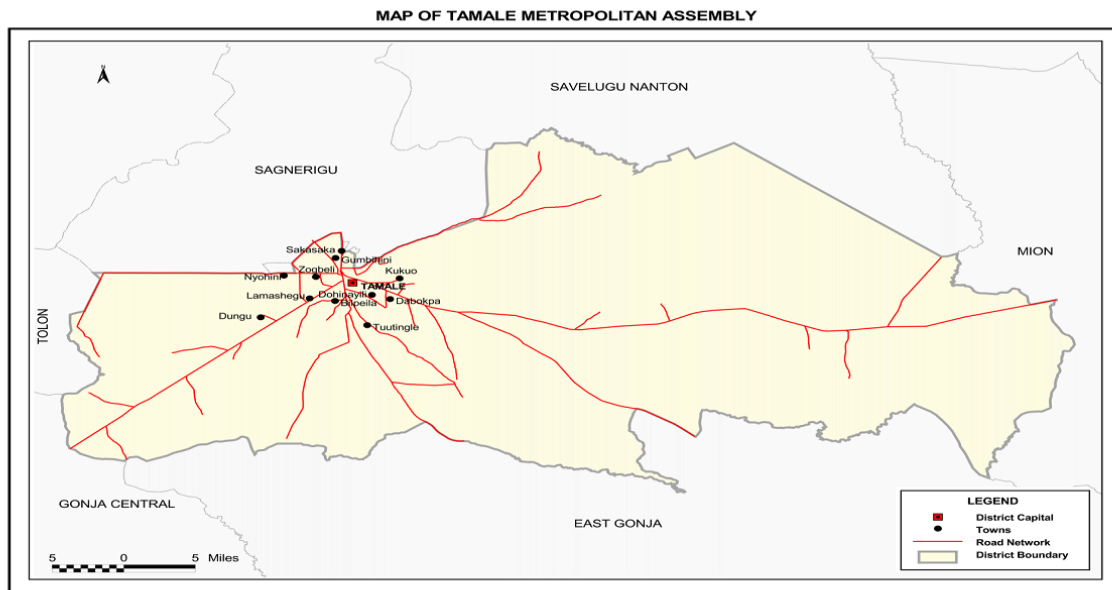 MAP OF TAMALE METROPOLITAN ASSEMBLY
SAVELUGU NANTON
SAGNERIGU
MION
Sakasaka
Gumbihini
Zogbeli
Nyohini
Kukuo
TAMALE
Lamashegu
Dohinayili
Dabokpa
Bilpeila
Dungu
Tuutingle
TOLON
GONJA CENTRAL
EAST GONJA
5 0 5 Miles
LEGEND
District Capital
Towns
Road Network
District Boundary